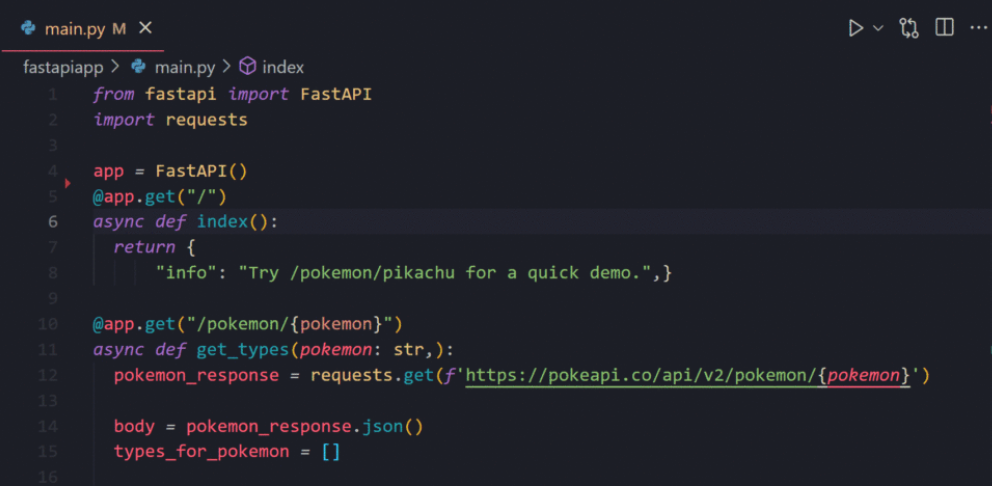 main.py M
fastapiapp > main.py > index
1 from fastapi import FastAPI
2 import requests
3
4 app = FastAPI()
5 @app.get("/")
6 async def index():
7 return {
8 "info": "Try /pokemon/pikachu for a quick demo.",}
9
10 @app.get("/pokemon/{pokemon}")
11 async def get_types(pokemon: str,):
12 pokemon_response = requests.get(f'https://pokeapi.co/api/v2/pokemon/{pokemon}')
13
14 body = pokemon_response.json()
15 types_for_pokemon = []
16